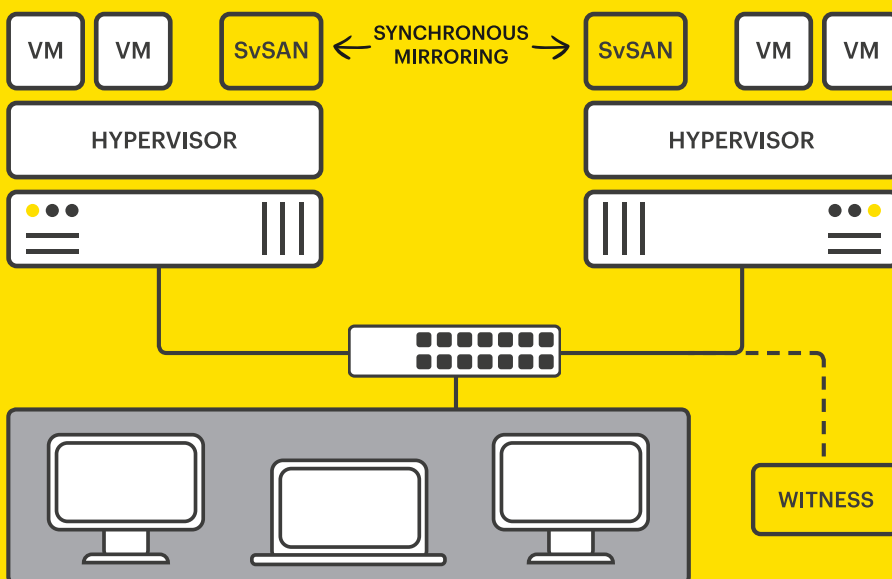 VM
VM
SvSAN
SYNCHRONOUS
MIRRORING
SvSAN
VM
VM
HYPERVISOR
HYPERVISOR
WITNESS